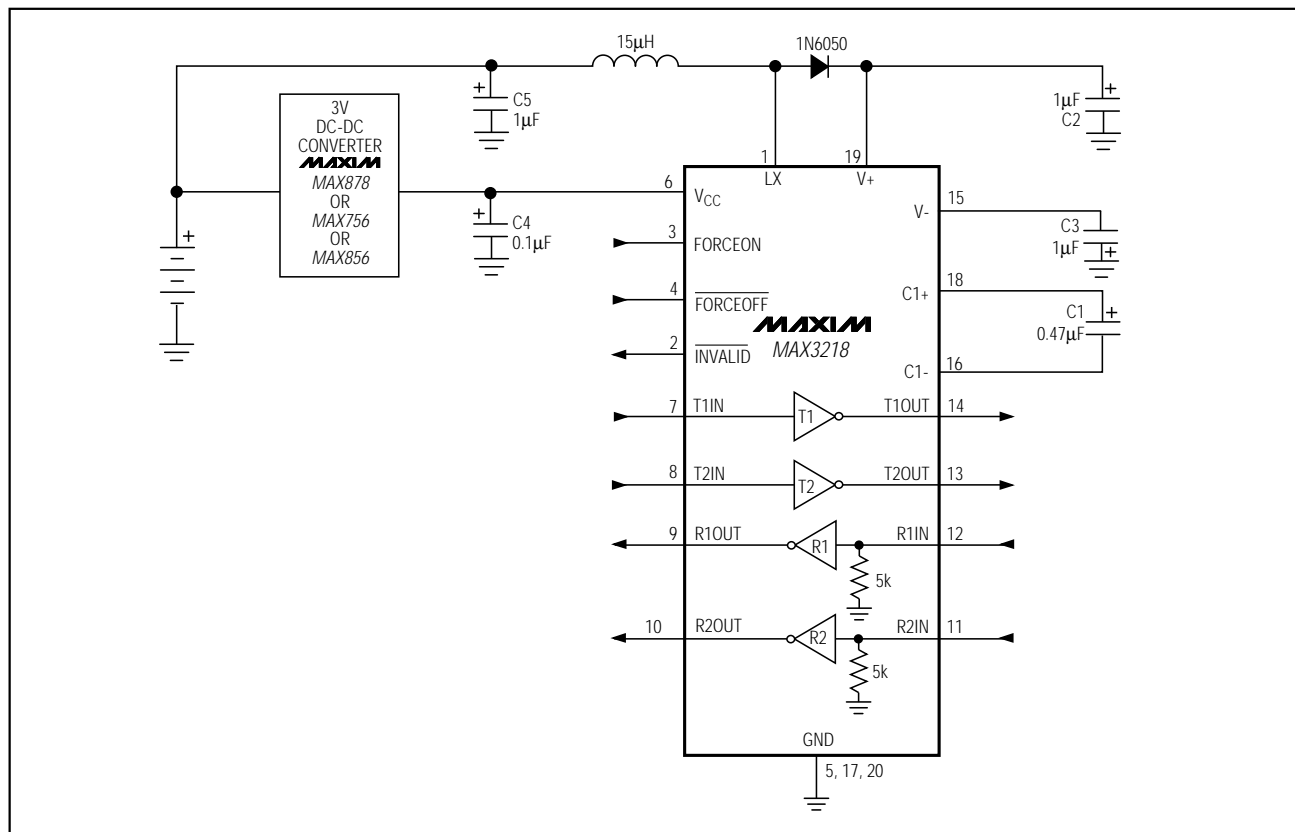 15µH
1N6050
+
C5
1µF
1µF
+
C2
3V
DC-DC
CONVERTER
MAXIM
MAX878
OR
MAX756
OR
MAX856
+
+
C4
0.1µF
1
LX
19
V+
6
VCC
3
FORCEON
4
FORCEOFF
2
INVALID
MAXIM
MAX3218
V-
15
C3
1µF
+
C1+
18
C1
+
0.47µF
C1-
16
7
T1IN
T1
T1OUT
14
8
T2IN
T2
T2OUT
13
9
R1OUT
R1
R1IN
12
5k
10
R2OUT
R2
R2IN
11
5k
GND
5, 17, 20